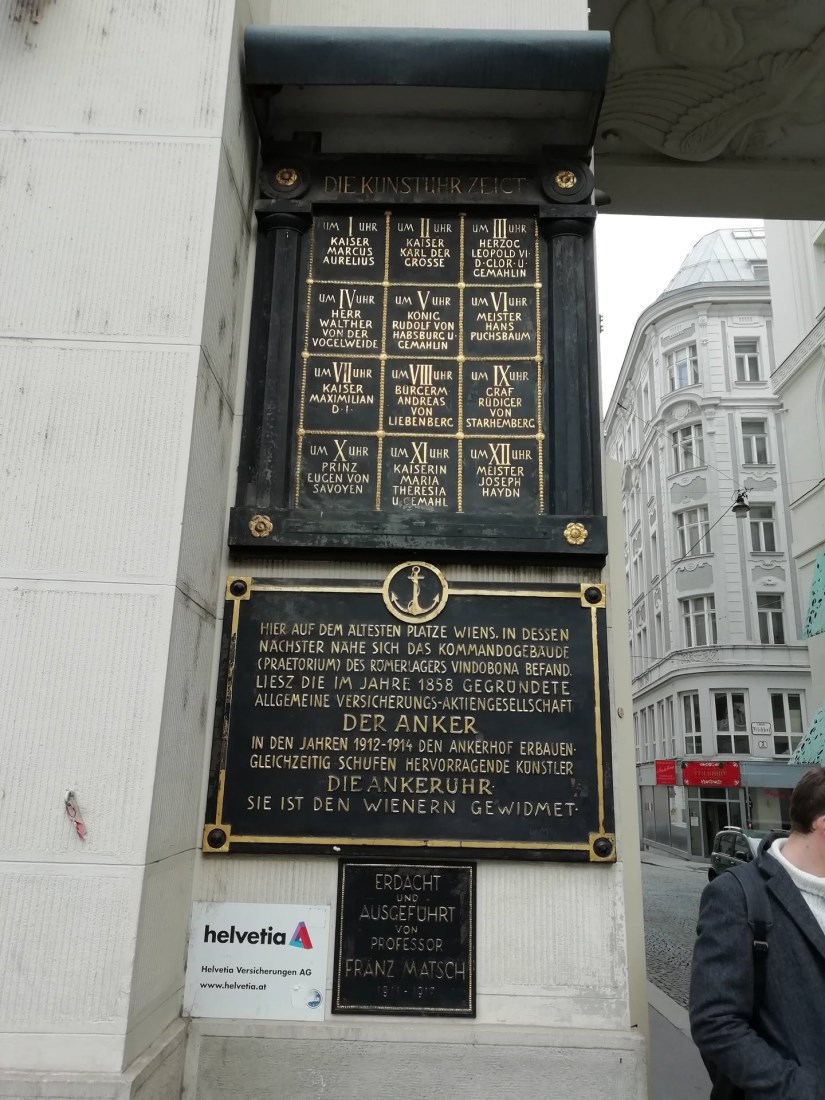 DIE KUNSTUHR ZEIGT
UM I UHR
KAISER
MARCUS
AURELIUS
UM II UHR
KAISER
KARL DER
GROSSE
UM III UHR
HERZOG
LEOPOLD VI·
D·GLOR·U·
GEMAHLIN
UM IV UHR
HERR
WALTHER
VON DER
VOGELWEIDE
UM V UHR
KÖNIG
RUDOLF VON
HABSBURG U·
GEMAHLIN
UM VI UHR
MEISTER
HANS
PUCHSBAUM
UM VII UHR
KAISER
MAXIMILIAN
D·I·
UM VIII UHR
BÜRGERM·
ANDREAS
VON
LIEBENBERG
UM IX UHR
GRAF
RÜDIGER
VON
STARHEMBERG
UM X UHR
PRINZ
EUGEN VON
SAVOYEN
UM XI UHR
KAISERIN
MARIA
THERESIA
U. GEMAHL
UM XII UHR
MEISTER
JOSEPH
HAYDN
HIER AUF DEM ÄLTESTEN PLATZE WIENS, IN DESSEN
NÄCHSTER NÄHE SICH DAS KOMMANDOGEBÄUDE
(PRAETORIUM) DES RÖMERLAGERS VINDOBONA BEFAND,
LIESZ DIE IM JAHRE 1858 GEGRÜNDETE
ALLGEMEINE VERSICHERUNGS-AKTIENGESELLSCHAFT
DER ANKER
IN DEN JAHREN 1912-1914 DEN ANKERHOF ERBAUEN·
GLEICHZEITIG SCHUFEN HERVORRAGENDE KÜNSTLER
DIE ANKERUHR·
SIE IST DEN WIENERN GEWIDMET·
ERDACHT
UND
AUSGEFÜHRT
VON
PROFESSOR
FRANZ MATSCH
1911-1917
helvetia
Helvetia Versicherungen AG
www.helvetia.at